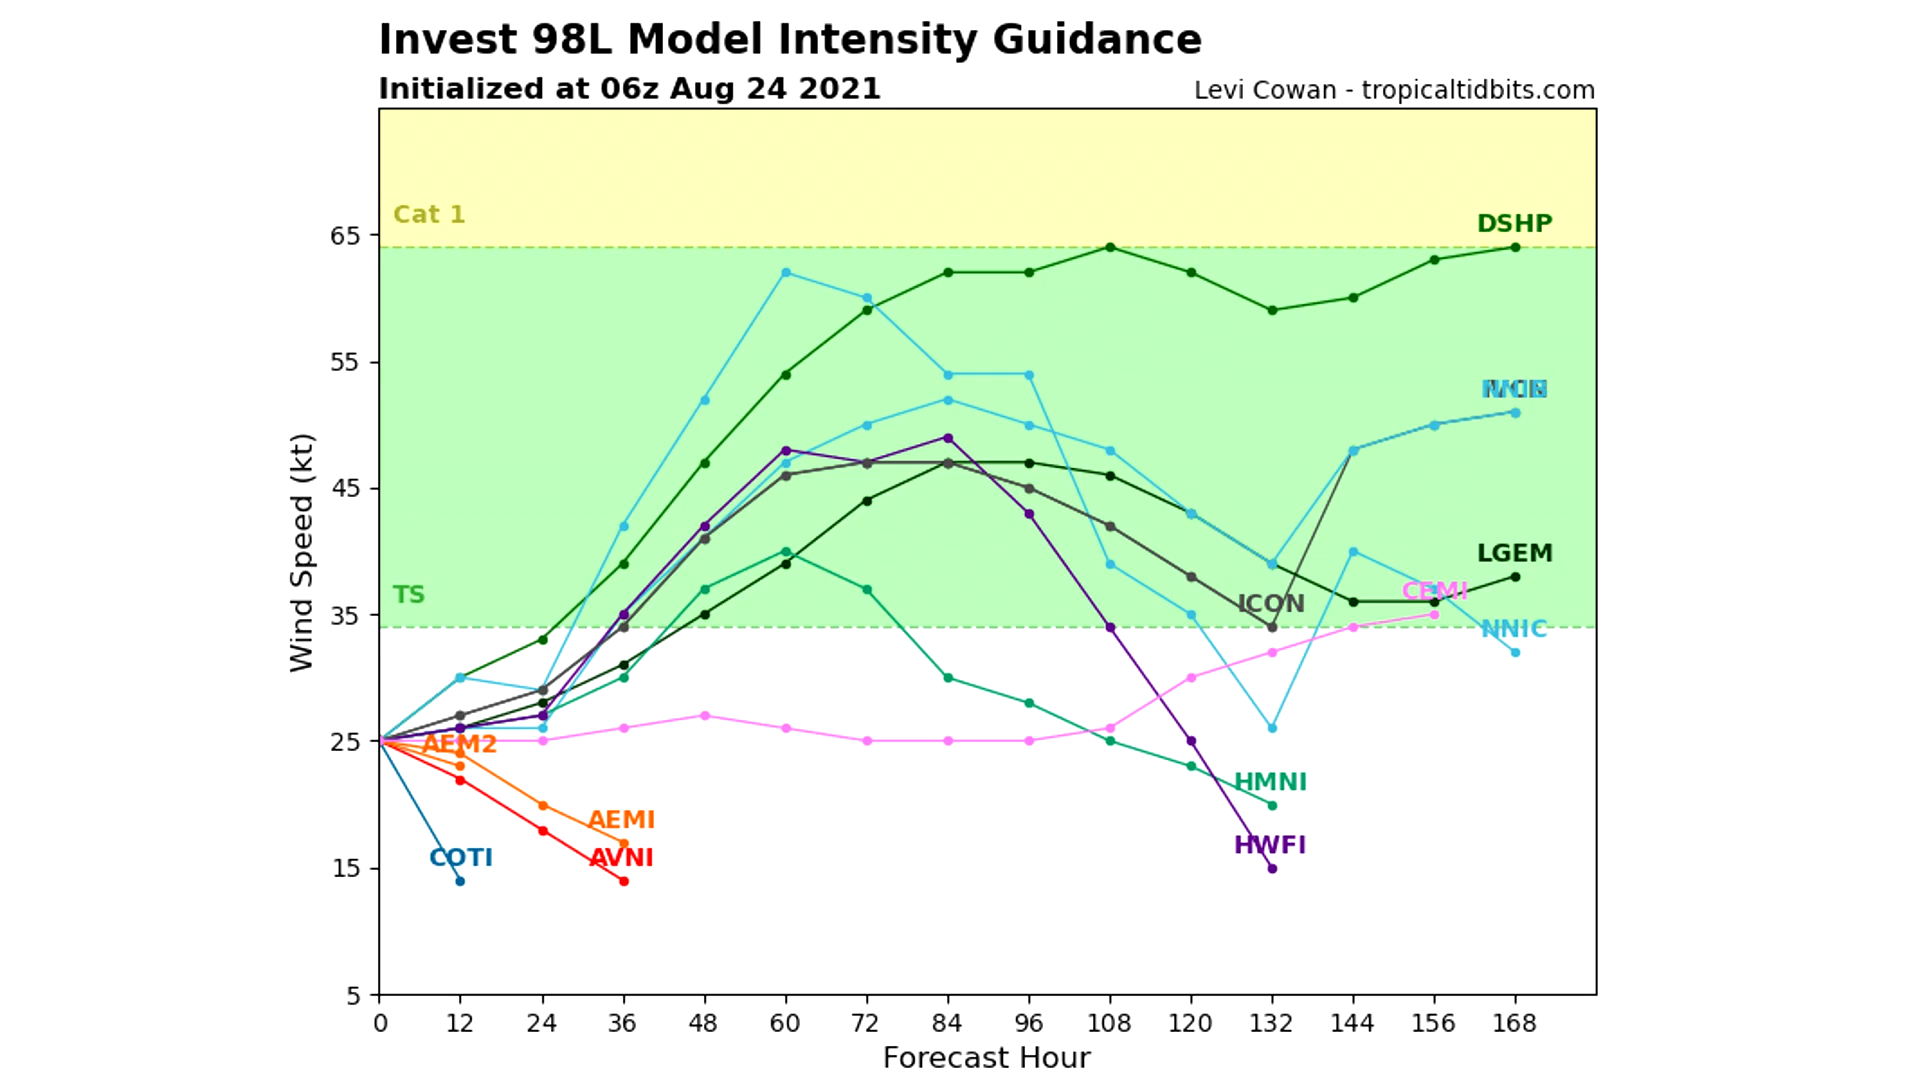 Invest 98L Model Intensity Guidance
Initialized at 06z Aug 24 2021
Levi Cowan - tropicaltidbits.com
Cat 1
DSHP
65
55
Wind Speed (kt)
45
LGEM
CEMI
TS
ICON
35
NNIC
25
AEM2
HMNI
AEMI
HWFI
COTI
AVNI
15
5
0 12 24 36 48 60 72 84 96 108 120 132 144 156 168
Forecast Hour